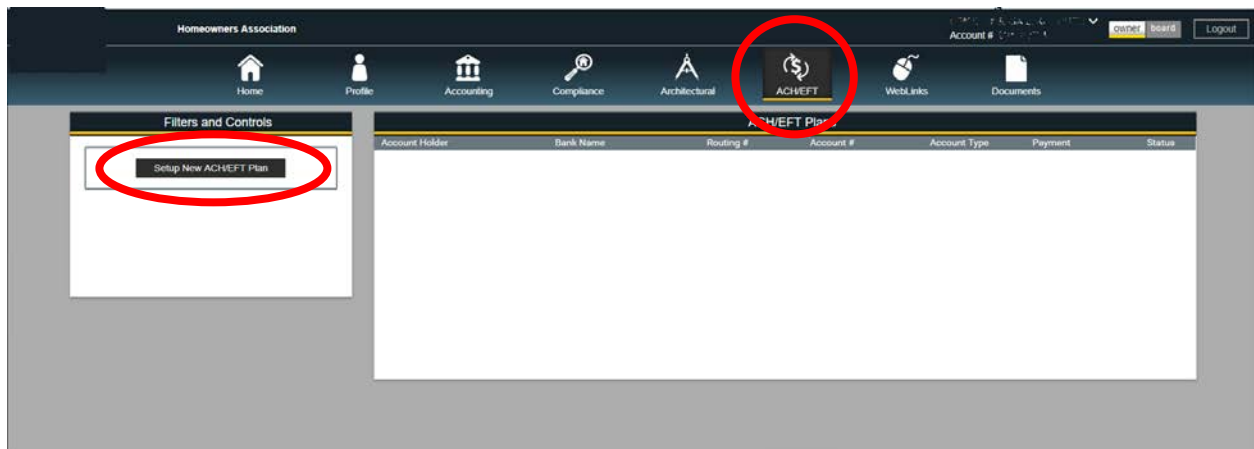 Homeowners Association
Account #
owner board
Logout
Home Profile Accounting Compliance Architectural ACH/EFT WebLinks Documents
Filters and Controls
ACH/EFT Plans
Setup New ACH/EFT Plan
Account Holder Bank Name Routing # Account # Account Type Payment Status